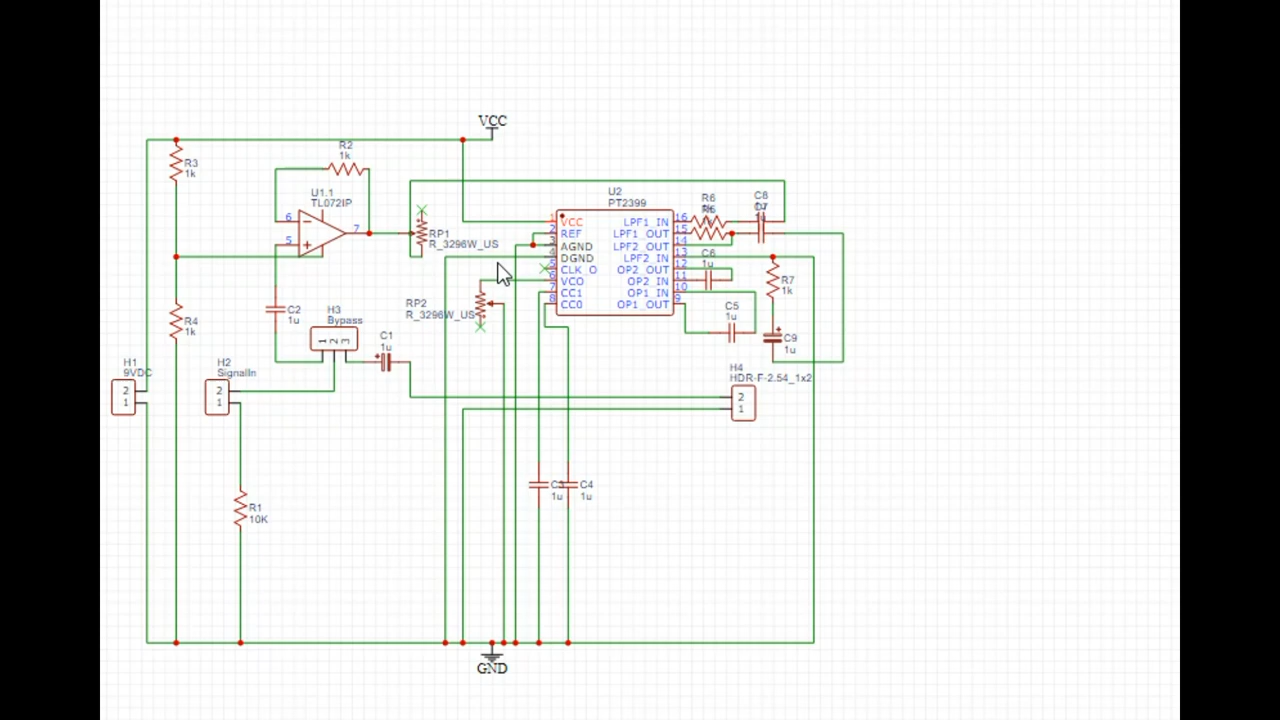 VCC
R2
1k
R3
1k
U1.1
TL072IP
6
5
7
RP1
R_3296W_US
U2
PT2399
1 VCC
2 REF
3 AGND
4 DGND
5 CLK_O
6 VCO
7 CC1
8 CC0
LPF1_IN 16
LPF1_OUT 15
LPF2_OUT 14
LPF2_IN 13
OP2_OUT 12
OP2_IN 11
OP1_IN 10
OP1_OUT 9
R6
C8
C6
1u
R7
1k
RP2
R_3296W_US
C2
1u
H3
Bypass
1 2 3
R4
1k
C1
1u
C5
1u
C9
1u
H1
9VDC
2
1
H2
SignalIn
2
1
H4
HDR-F-2.54_1x2
2
1
C3
1u
C4
1u
R1
10K
GND